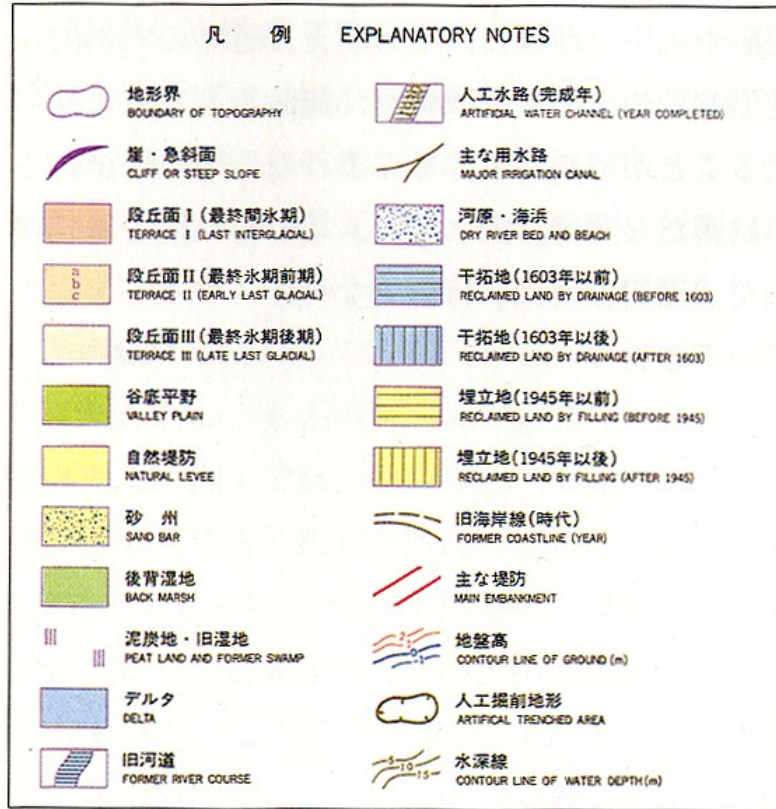 凡 例 EXPLANATORY NOTES
地形界
BOUNDARY OF TOPOGRAPHY
崖・急斜面
CLIFF OR STEEP SLOPE
段丘面I(最終間氷期)
TERRACE I (LAST INTERGLACIAL)
a
b
c
段丘面II(最終氷期前期)
TERRACE II (EARLY LAST GLACIAL)
段丘面III(最終氷期後期)
TERRACE III (LATE LAST GLACIAL)
谷底平野
VALLEY PLAIN
自然堤防
NATURAL LEVEE
砂 州
SAND BAR
後背湿地
BACK MARSH
泥炭地・旧湿地
PEAT LAND AND FORMER SWAMP
デルタ
DELTA
旧河道
FORMER RIVER COURSE
人工水路(完成年)
ARTIFICIAL WATER CHANNEL (YEAR COMPLETED)
主な用水路
MAJOR IRRIGATION CANAL
河原・海浜
DRY RIVER BED AND BEACH
干拓地(1603年以前)
RECLAIMED LAND BY DRAINAGE (BEFORE 1603)
干拓地(1603年以後)
RECLAIMED LAND BY DRAINAGE (AFTER 1603)
埋立地(1945年以前)
RECLAIMED LAND BY FILLING (BEFORE 1945)
埋立地(1945年以後)
RECLAIMED LAND BY FILLING (AFTER 1945)
旧海岸線(時代)
FORMER COASTLINE (YEAR)
主な堤防
MAIN EMBANKMENT
2
1
0
-1
地盤高
CONTOUR LINE OF GROUND (m)
人工掘削地形
ARTIFICAL TRENCHED AREA
5
10
15
水深線
CONTOUR LINE OF WATER DEPTH (m)